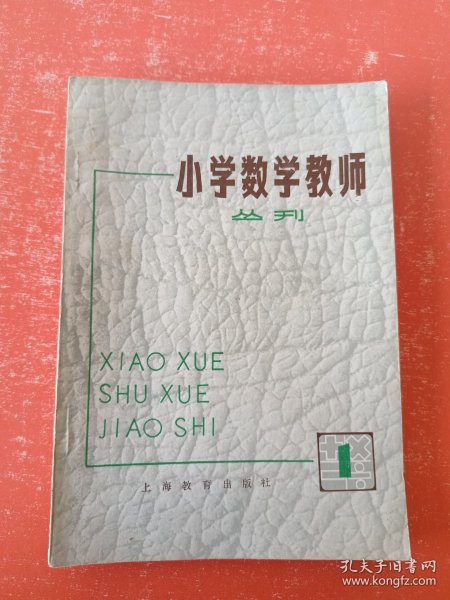 小学数学教师
丛刊
XIAO XUE
SHU XUE
JIAO SHI
1
上海教育出版社
孔夫子旧书网
www.kongfz.com